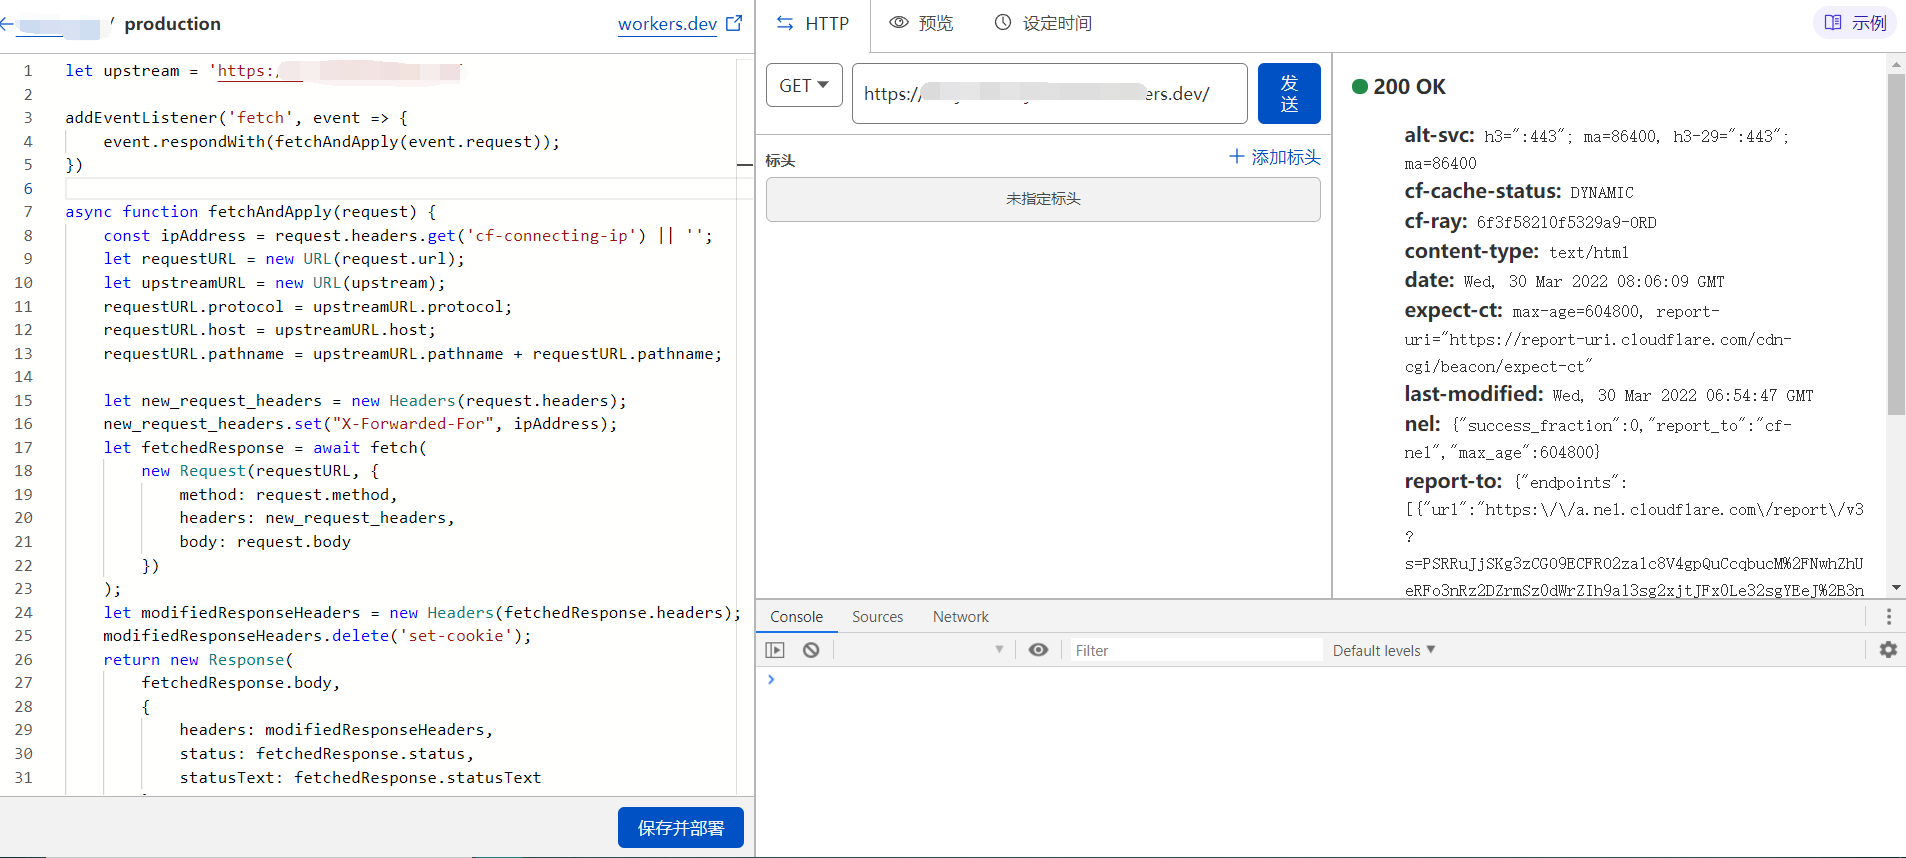 / production
workers.dev
1 let upstream = 'https:/
2
3 addEventListener('fetch', event => {
4 event.respondWith(fetchAndApply(event.request));
5 })
6
7 async function fetchAndApply(request) {
8 const ipAddress = request.headers.get('cf-connecting-ip') || '';
9 let requestURL = new URL(request.url);
10 let upstreamURL = new URL(upstream);
11 requestURL.protocol = upstreamURL.protocol;
12 requestURL.host = upstreamURL.host;
13 requestURL.pathname = upstreamURL.pathname + requestURL.pathname;
14
15 let new_request_headers = new Headers(request.headers);
16 new_request_headers.set("X-Forwarded-For", ipAddress);
17 let fetchedResponse = await fetch(
18 new Request(requestURL, {
19 method: request.method,
20 headers: new_request_headers,
21 body: request.body
22 })
23 );
24 let modifiedResponseHeaders = new Headers(fetchedResponse.headers);
25 modifiedResponseHeaders.delete('set-cookie');
26 return new Response(
27 fetchedResponse.body,
28 {
29 headers: modifiedResponseHeaders,
30 status: fetchedResponse.status,
31 statusText: fetchedResponse.statusText
保存并部署
HTTP 预览 设定时间
示例
GET
https:// ers.dev/
发送
标头
添加标头
未指定标头
200 OK
alt-svc: h3=":443"; ma=86400, h3-29=":443";
ma=86400
cf-cache-status: DYNAMIC
cf-ray: 6f3f58210f5329a9-ORD
content-type: text/html
date: Wed, 30 Mar 2022 08:06:09 GMT
expect-ct: max-age=604800, report-
uri="https://report-uri.cloudflare.com/cdn-
cgi/beacon/expect-ct"
last-modified: Wed, 30 Mar 2022 06:54:47 GMT
nel: {"success_fraction":0,"report_to":"cf-
nel","max_age":604800}
report-to: {"endpoints":
[{"url":"https:\/\/a.nel.cloudflare.com\/report\/v3
?
s=PSRRuJjSKg3zCGO9ECFRO2za1c8V4gpQuCcqbucM%2FNwhZhU
eRFo3nRz2DZrmSz0dWrZIh9al3sg2xjtJFx0Le32sgYEeJ%2B3n
Console Sources Network
Filter
Default levels